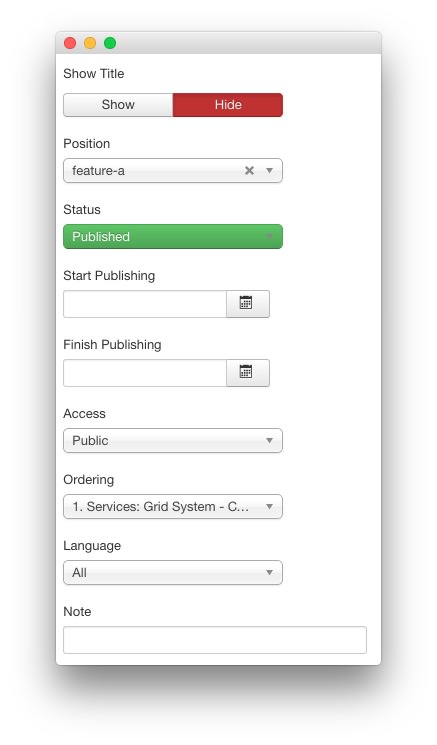 Show Title
Show Hide
Position
feature-a
Status
Published
Start Publishing
Finish Publishing
Access
Public
Ordering
1. Services: Grid System - C...
Language
All
Note